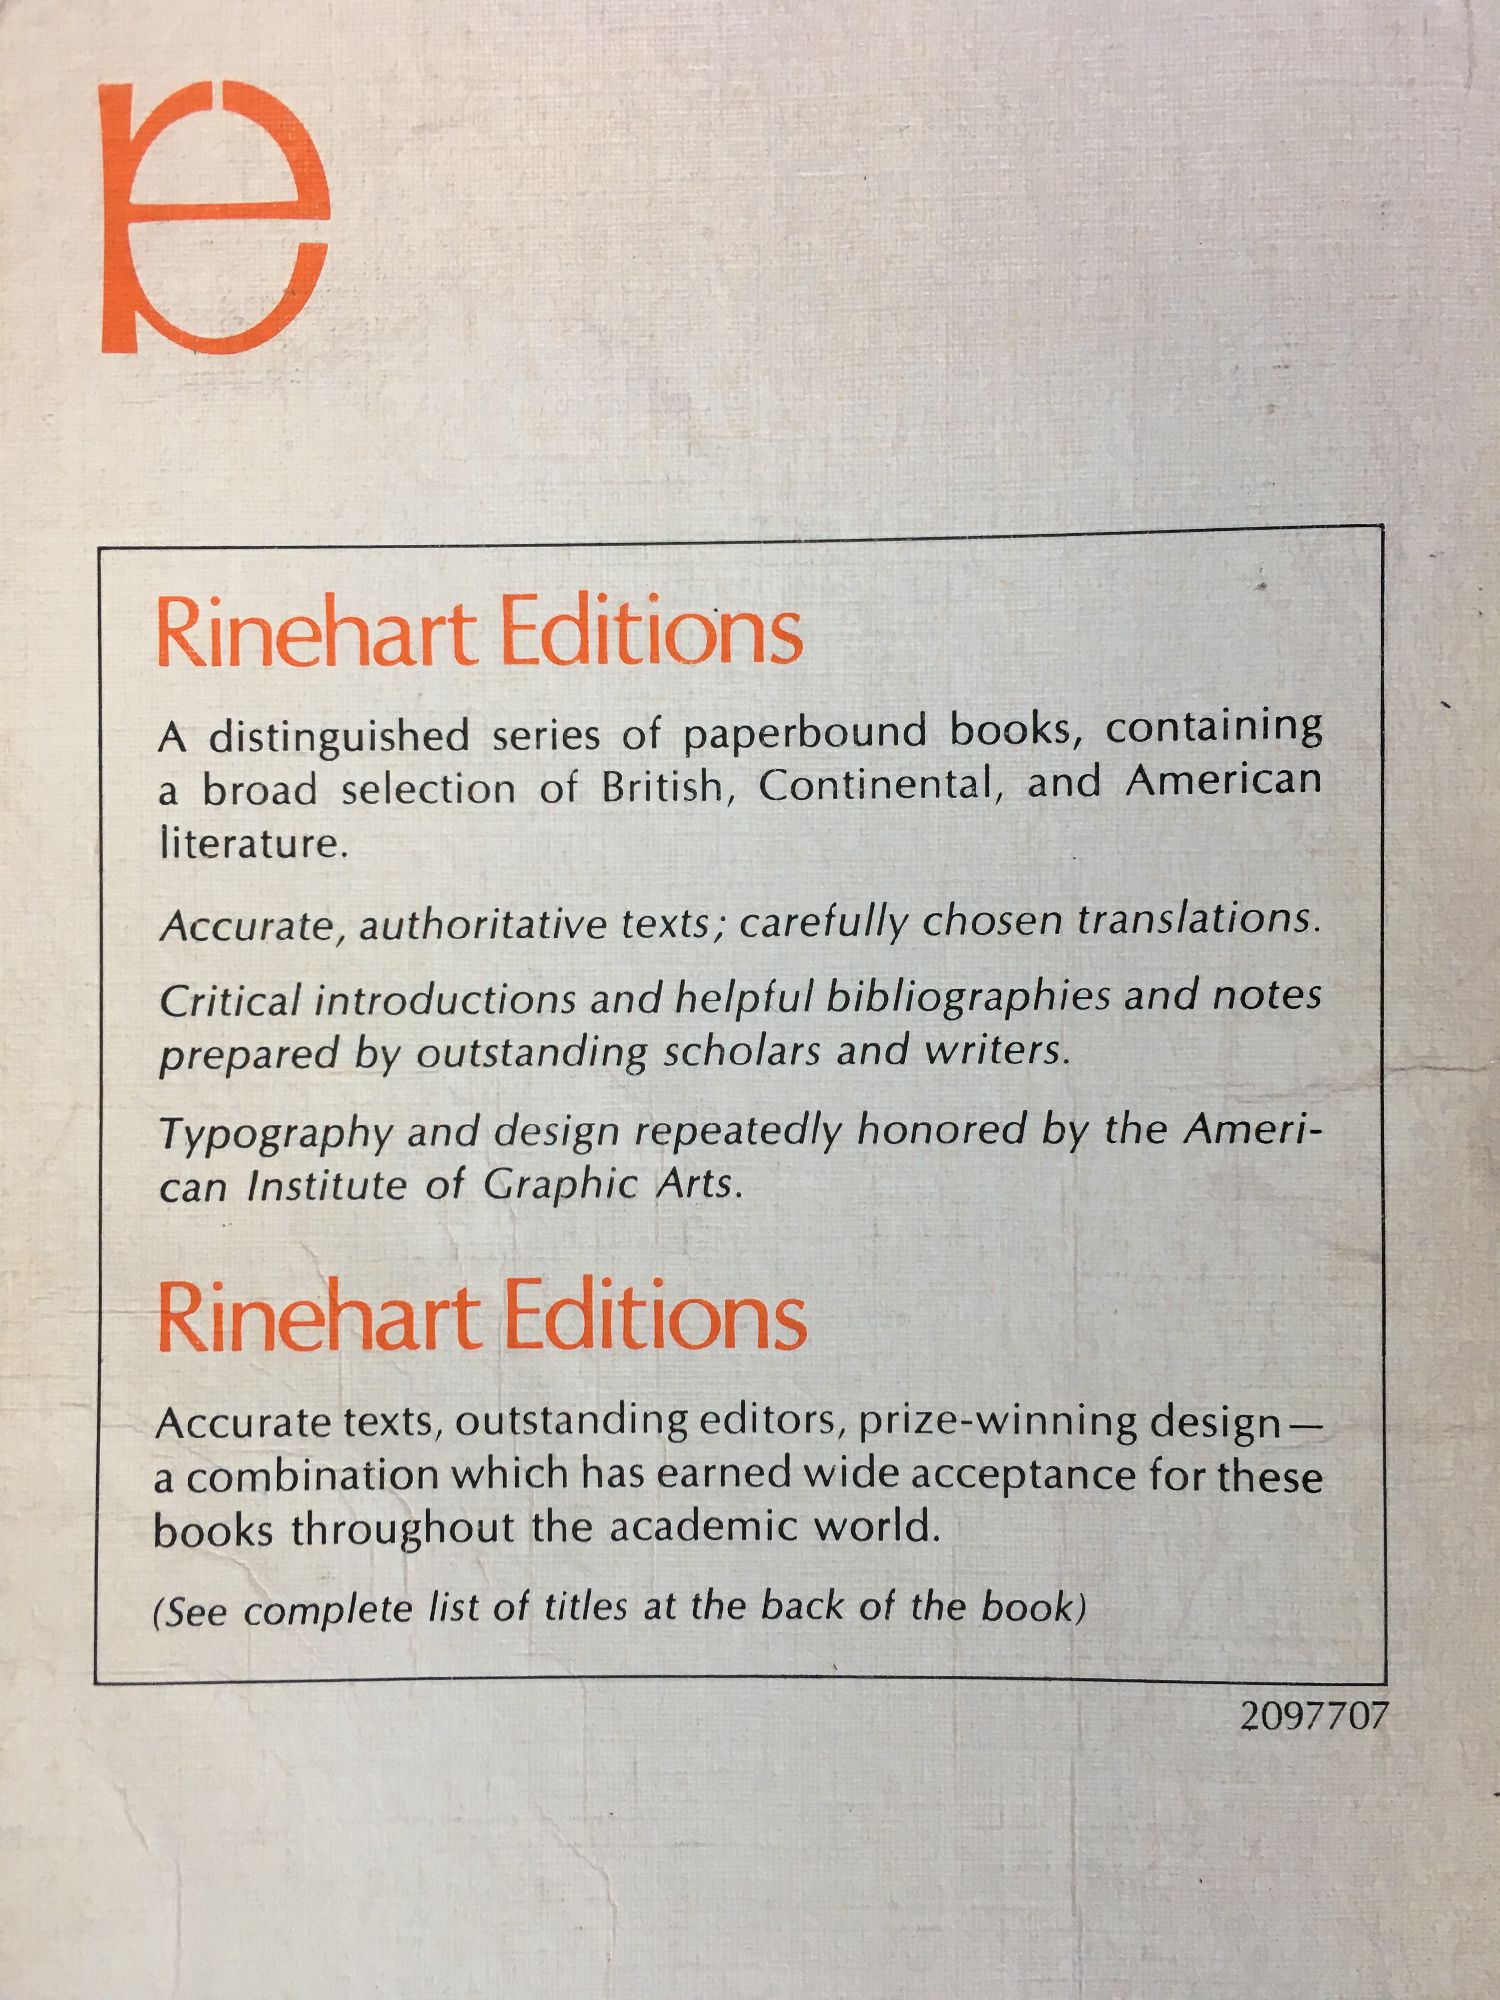 re
Rinehart Editions
A distinguished series of paperbound books, containing
a broad selection of British, Continental, and American
literature.
Accurate, authoritative texts; carefully chosen translations.
Critical introductions and helpful bibliographies and notes
prepared by outstanding scholars and writers.
Typography and design repeatedly honored by the Ameri-
can Institute of Graphic Arts.
Rinehart Editions
Accurate texts, outstanding editors, prize-winning design—
a combination which has earned wide acceptance for these
books throughout the academic world.
(See complete list of titles at the back of the book)
2097707